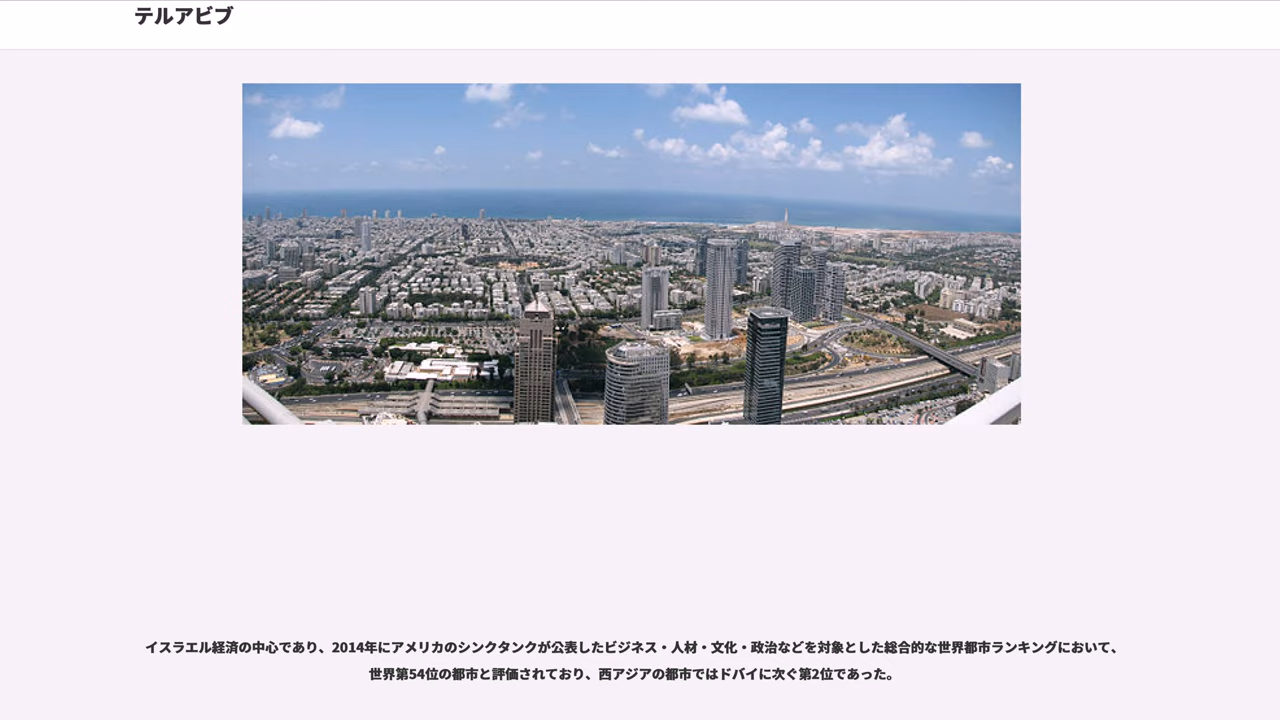 テルアビブ
イスラエル経済の中心であり、2014年にアメリカのシンクタンクが公表したビジネス・人材・文化・政治などを対象とした総合的な世界都市ランキングにおいて、
世界第54位の都市と評価されており、西アジアの都市ではドバイに次ぐ第2位であった。